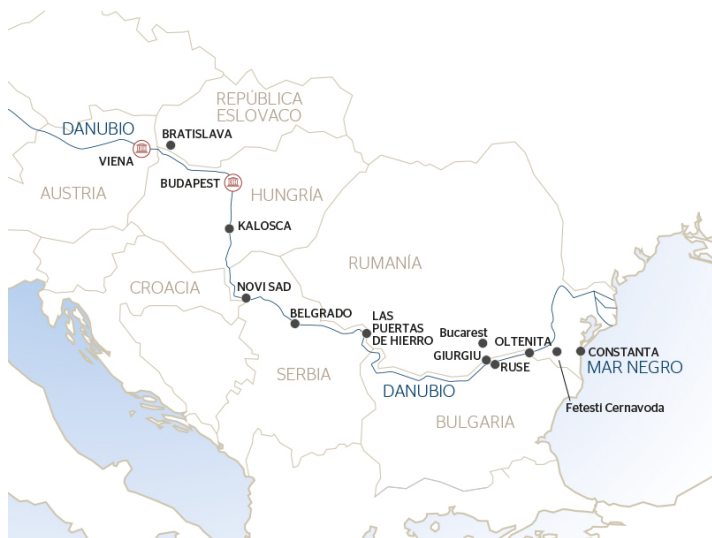 REPÚBLICA
ESLOVACO
DANUBIO
BRATISLAVA
VIENA
BUDAPEST
AUSTRIA
HUNGRÍA
KALOSCA
RUMANÍA
CROACIA
NOVI SAD
BELGRADO
LAS
PUERTAS
DE HIERRO
Bucarest
OLTENITA
GIURGIU
CONSTANTA
RUSE
MAR NEGRO
SERBIA
DANUBIO
Fetesti Cernavoda
BULGARIA